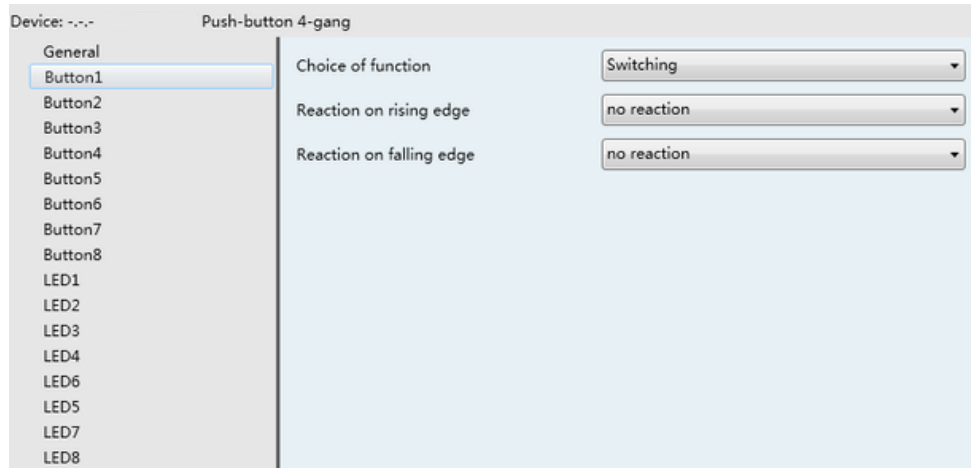 Device: -.-.- Push-button 4-gang
General
Button1
Button2
Button3
Button4
Button5
Button6
Button7
Button8
LED1
LED2
LED3
LED4
LED6
LED5
LED7
LED8
Choice of function Switching
Reaction on rising edge no reaction
Reaction on falling edge no reaction